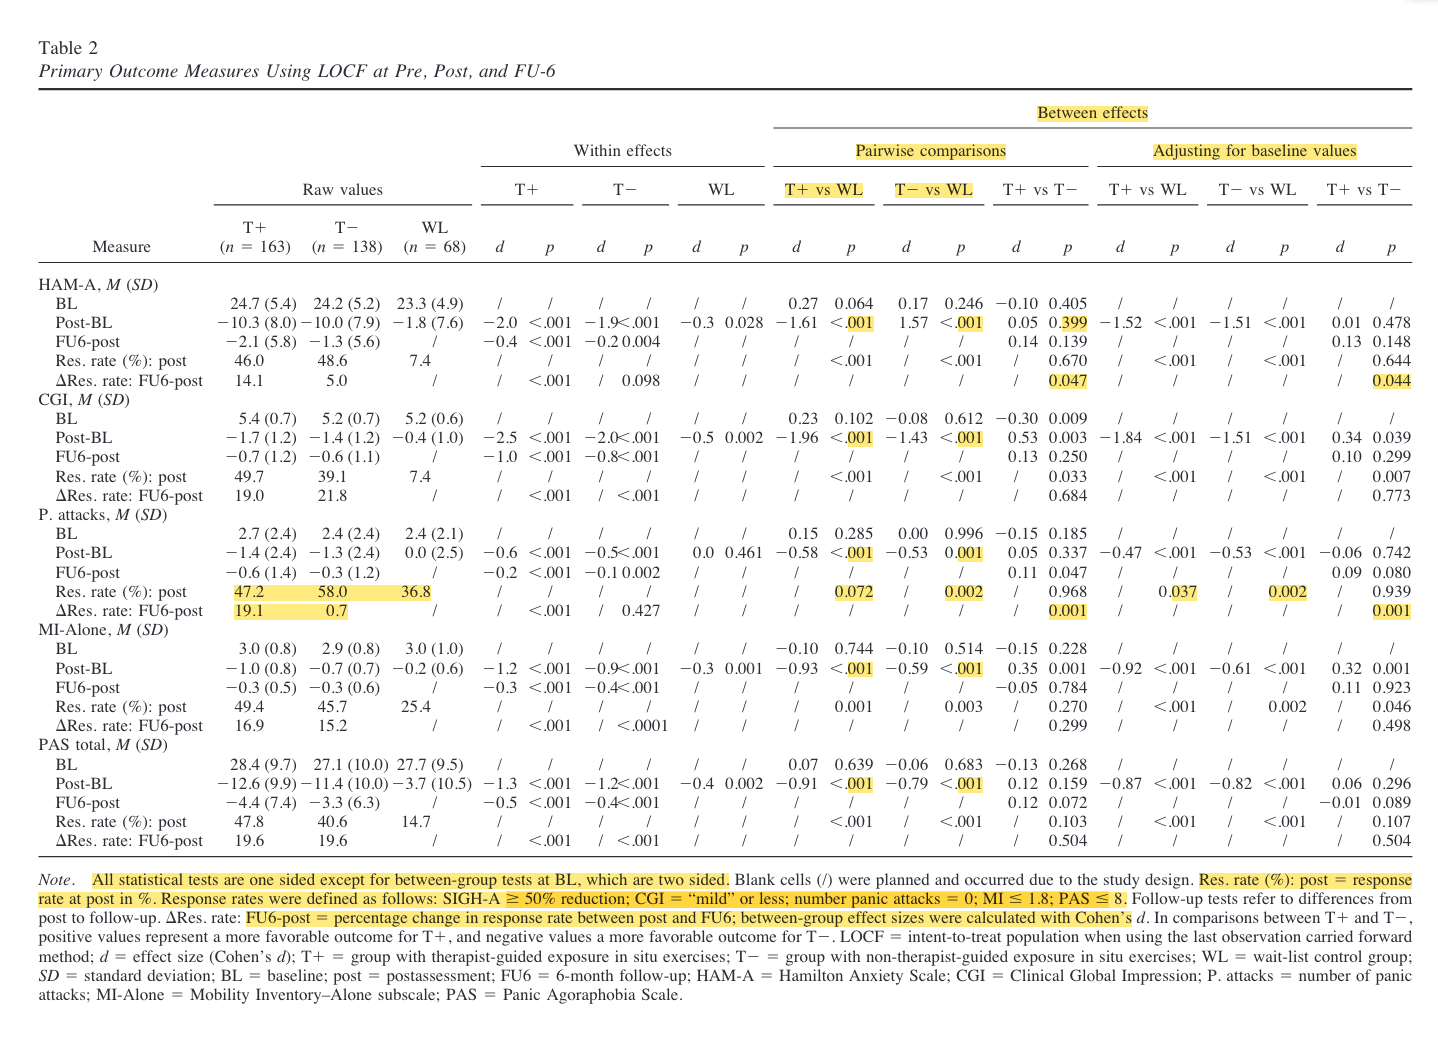 Table 2
Primary Outcome Measures Using LOCF at Pre, Post, and FU-6
Between effects
Within effects Pairwise comparisons Adjusting for baseline values
Raw values T+ T− WL T+ vs WL T− vs WL T+ vs T− T+ vs WL T− vs WL T+ vs T−
T+ T− WL
Measure (n = 163) (n = 138) (n = 68) d p d p d p d p d p d p d p d p d p
HAM-A, M (SD)
BL 24.7 (5.4) 24.2 (5.2) 23.3 (4.9) / / / / / / 0.27 0.064 0.17 0.246 −0.10 0.405 / / / / / /
Post-BL −10.3 (8.0) −10.0 (7.9) −1.8 (7.6) −2.0 <.001 −1.9<.001 −0.3 0.028 −1.61 <.001 1.57 <.001 0.05 0.399 −1.52 <.001 −1.51 <.001 0.01 0.478
FU6-post −2.1 (5.8) −1.3 (5.6) / −0.4 <.001 −0.2 0.004 / / / / / / 0.14 0.139 / / / / 0.13 0.148
Res. rate (%): post 46.0 48.6 7.4 / / / / / / / <.001 / <.001 / 0.670 / <.001 / <.001 / 0.644
ΔRes. rate: FU6-post 14.1 5.0 / / <.001 / 0.098 / / / / / / / 0.047 / / / / / 0.044
CGI, M (SD)
BL 5.4 (0.7) 5.2 (0.7) 5.2 (0.6) / / / / / / 0.23 0.102 −0.08 0.612 −0.30 0.009 / / / / / /
Post-BL −1.7 (1.2) −1.4 (1.2) −0.4 (1.0) −2.5 <.001 −2.0<.001 −0.5 0.002 −1.96 <.001 −1.43 <.001 0.53 0.003 −1.84 <.001 −1.51 <.001 0.34 0.039
FU6-post −0.7 (1.2) −0.6 (1.1) / −1.0 <.001 −0.8<.001 / / / / / / 0.13 0.250 / / / / 0.10 0.299
Res. rate (%): post 49.7 39.1 7.4 / / / / / / / <.001 / <.001 / 0.033 / <.001 / <.001 / 0.007
ΔRes. rate: FU6-post 19.0 21.8 / / <.001 / <.001 / / / / / / / 0.684 / / / / / 0.773
P. attacks, M (SD)
BL 2.7 (2.4) 2.4 (2.4) 2.4 (2.1) / / / / / / 0.15 0.285 0.00 0.996 −0.15 0.185 / / / / / /
Post-BL −1.4 (2.4) −1.3 (2.4) 0.0 (2.5) −0.6 <.001 −0.5<.001 0.0 0.461 −0.58 <.001 −0.53 0.001 0.05 0.337 −0.47 <.001 −0.53 <.001 −0.06 0.742
FU6-post −0.6 (1.4) −0.3 (1.2) / −0.2 <.001 −0.1 0.002 / / / / / / 0.11 0.047 / / / / 0.09 0.080
Res. rate (%): post 47.2 58.0 36.8 / / / / / / / 0.072 / 0.002 / 0.968 / 0.037 / 0.002 / 0.939
ΔRes. rate: FU6-post 19.1 0.7 / / <.001 / 0.427 / / / / / / / 0.001 / / / / / 0.001
MI-Alone, M (SD)
BL 3.0 (0.8) 2.9 (0.8) 3.0 (1.0) / / / / / / −0.10 0.744 −0.10 0.514 −0.15 0.228 / / / / / /
Post-BL −1.0 (0.8) −0.7 (0.7) −0.2 (0.6) −1.2 <.001 −0.9<.001 −0.3 0.001 −0.93 <.001 −0.59 <.001 0.35 0.001 −0.92 <.001 −0.61 <.001 0.32 0.001
FU6-post −0.3 (0.5) −0.3 (0.6) / −0.3 <.001 −0.4<.001 / / / / / / −0.05 0.784 / / / / 0.11 0.923
Res. rate (%): post 49.4 45.7 25.4 / / / / / / / 0.001 / 0.003 / 0.270 / <.001 / 0.002 / 0.046
ΔRes. rate: FU6-post 16.9 15.2 / / <.001 / <.0001 / / / / / / / 0.299 / / / / / 0.498
PAS total, M (SD)
BL 28.4 (9.7) 27.1 (10.0) 27.7 (9.5) / / / / / / 0.07 0.639 −0.06 0.683 −0.13 0.268 / / / / / /
Post-BL −12.6 (9.9) −11.4 (10.0) −3.7 (10.5) −1.3 <.001 −1.2<.001 −0.4 0.002 −0.91 <.001 −0.79 <.001 0.12 0.159 −0.87 <.001 −0.82 <.001 0.06 0.296
FU6-post −4.4 (7.4) −3.3 (6.3) / −0.5 <.001 −0.4<.001 / / / / / / 0.12 0.072 / / / / −0.01 0.089
Res. rate (%): post 47.8 40.6 14.7 / / / / / / / <.001 / <.001 / 0.103 / <.001 / <.001 / 0.107
ΔRes. rate: FU6-post 19.6 19.6 / / <.001 / <.001 / / / / / / / 0.504 / / / / / 0.504
Note. All statistical tests are one sided except for between-group tests at BL, which are two sided. Blank cells (/) were planned and occurred due to the study design. Res. rate (%): post = response
rate at post in %. Response rates were defined as follows: SIGH-A ≥ 50% reduction; CGI = “mild” or less; number panic attacks = 0; MI ≤ 1.8; PAS ≤ 8. Follow-up tests refer to differences from
post to follow-up. ΔRes. rate: FU6-post = percentage change in response rate between post and FU6; between-group effect sizes were calculated with Cohen’s d. In comparisons between T+ and T−,
positive values represent a more favorable outcome for T+, and negative values a more favorable outcome for T−. LOCF = intent-to-treat population when using the last observation carried forward
method; d = effect size (Cohen’s d); T+ = group with therapist-guided exposure in situ exercises; T− = group with non-therapist-guided exposure in situ exercises; WL = wait-list control group;
SD = standard deviation; BL = baseline; post = postassessment; FU6 = 6-month follow-up; HAM-A = Hamilton Anxiety Scale; CGI = Clinical Global Impression; P. attacks = number of panic
attacks; MI-Alone = Mobility Inventory–Alone subscale; PAS = Panic Agoraphobia Scale.